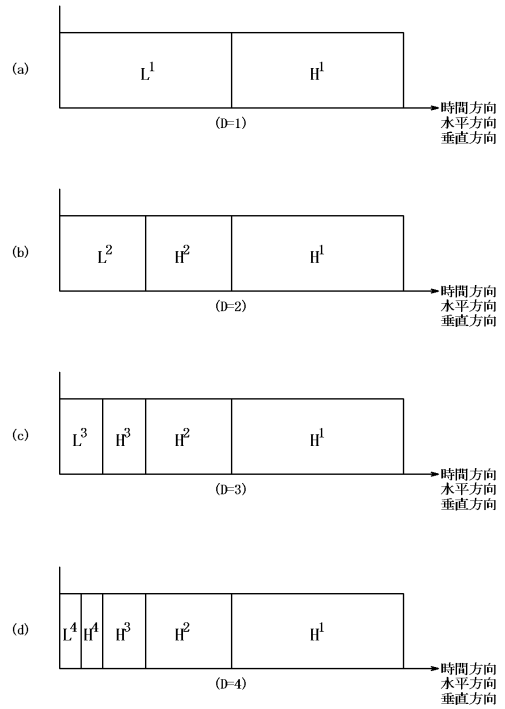 (a)
L¹ H¹
(D=1)
時間方向
水平方向
垂直方向
(b)
L² H² H¹
(D=2)
時間方向
水平方向
垂直方向
(c)
L³ H³ H² H¹
(D=3)
時間方向
水平方向
垂直方向
(d)
L⁴ H⁴ H³ H² H¹
(D=4)
時間方向
水平方向
垂直方向